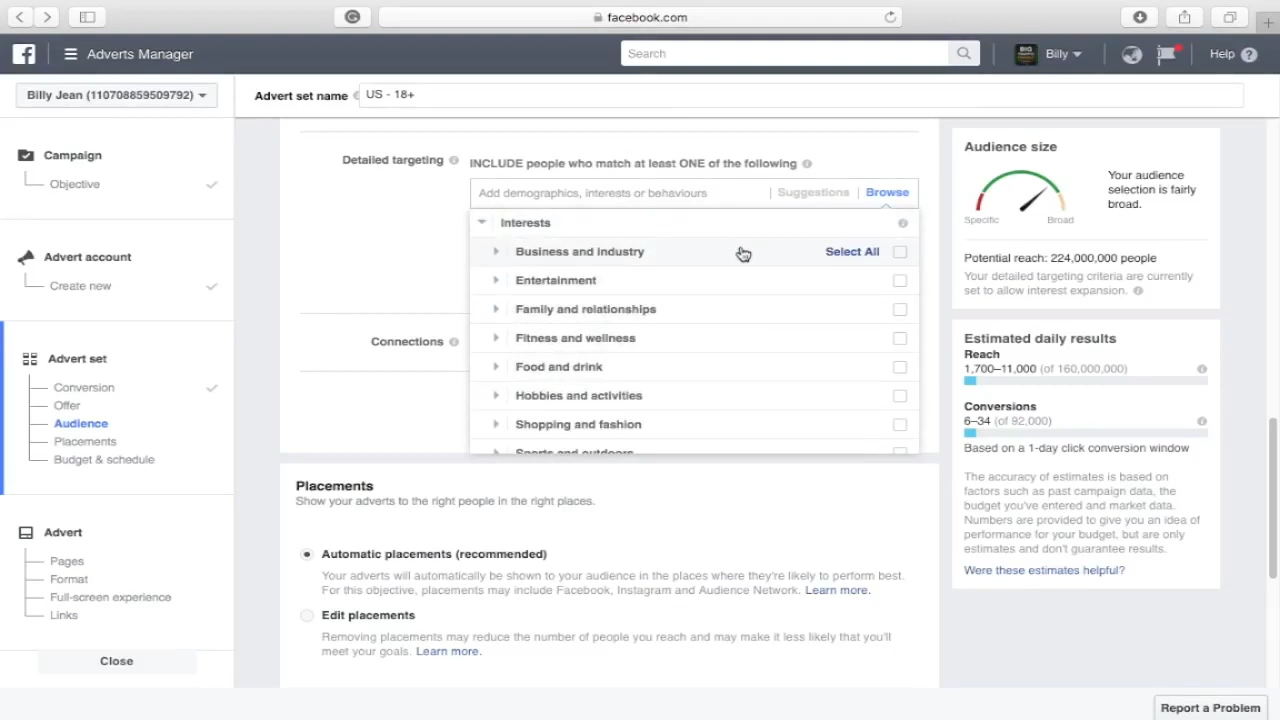 facebook.com
Adverts Manager
Search
Billy
Help
Billy Jean (110708859509792)
Advert set name
US - 18+
Campaign
Objective
Advert account
Create new
Advert set
Conversion
Offer
Audience
Placements
Budget & schedule
Advert
Pages
Format
Full-screen experience
Links
Close
Detailed targeting
INCLUDE people who match at least ONE of the following
Add demographics, interests or behaviours
Suggestions
Browse
Interests
Business and industry
Select All
Entertainment
Family and relationships
Fitness and wellness
Food and drink
Hobbies and activities
Shopping and fashion
Sports and outdoors
Connections
Placements
Show your adverts to the right people in the right places.
Automatic placements (recommended)
Your adverts will automatically be shown to your audience in the places where they're likely to perform best.
For this objective, placements may include Facebook, Instagram and Audience Network. Learn more.
Edit placements
Removing placements may reduce the number of people you reach and may make it less likely that you'll
meet your goals. Learn more.
Audience size
Specific
Broad
Your audience
selection is fairly
broad.
Potential reach: 224,000,000 people
Your detailed targeting criteria are currently
set to allow interest expansion.
Estimated daily results
Reach
1,700–11,000 (of 160,000,000)
Conversions
6–34 (of 92,000)
Based on a 1-day click conversion window
The accuracy of estimates is based on
factors such as past campaign data, the
budget you've entered and market data.
Numbers are provided to give you an idea of
performance for your budget, but are only
estimates and don't guarantee results.
Were these estimates helpful?
Report a Problem